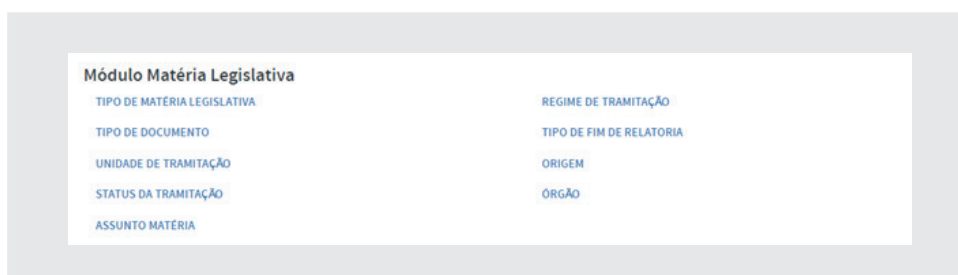 Módulo Matéria Legislativa
TIPO DE MATÉRIA LEGISLATIVA
TIPO DE DOCUMENTO
UNIDADE DE TRAMITAÇÃO
STATUS DA TRAMITAÇÃO
ASSUNTO MATÉRIA
REGIME DE TRAMITAÇÃO
TIPO DE FIM DE RELATORIA
ORIGEM
ÓRGÃO